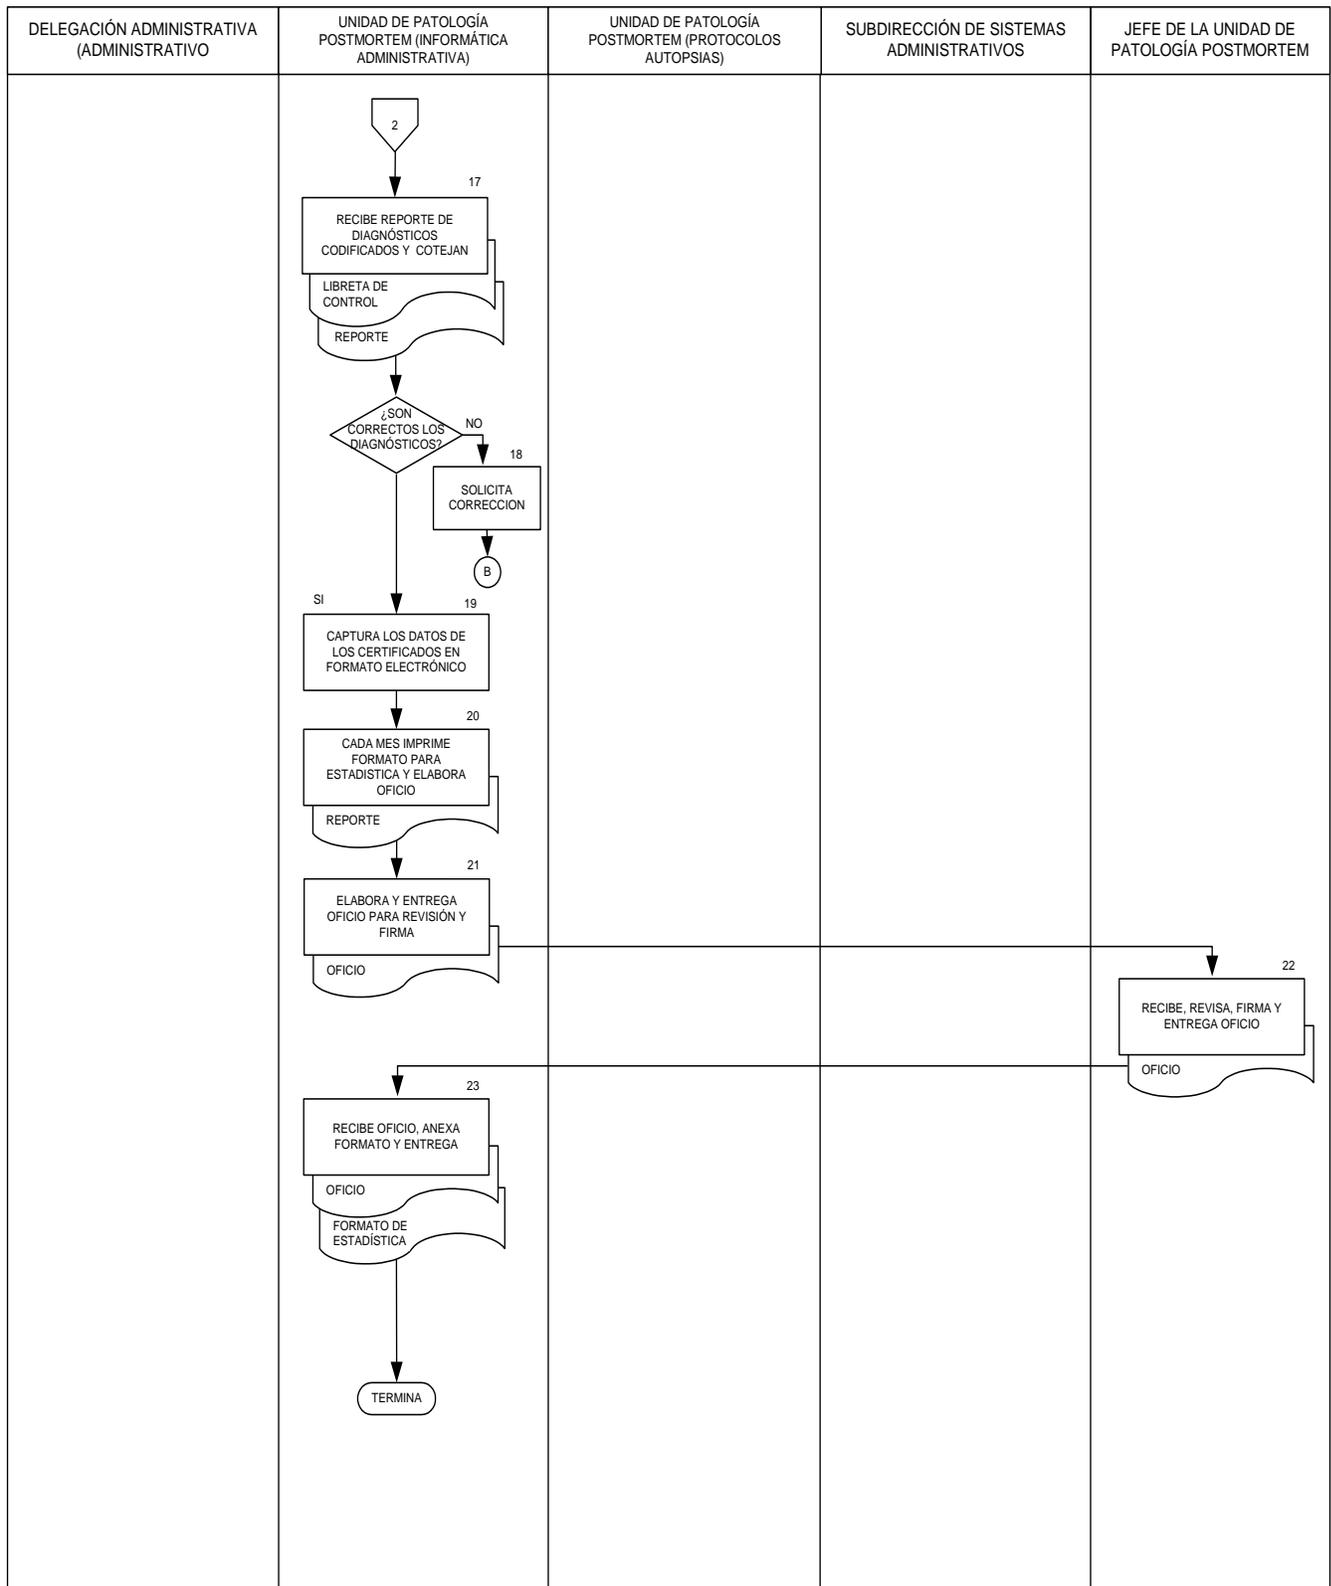 DELEGACIÓN ADMINISTRATIVA
(ADMINISTRATIVO
UNIDAD DE PATOLOGÍA
POSTMORTEM (INFORMÁTICA
ADMINISTRATIVA)
UNIDAD DE PATOLOGÍA
POSTMORTEM (PROTOCOLOS
AUTOPSIAS)
SUBDIRECCIÓN DE SISTEMAS
ADMINISTRATIVOS
JEFE DE LA UNIDAD DE
PATOLOGÍA POSTMORTEM
2
17
RECIBE REPORTE DE
DIAGNÓSTICOS
CODIFICADOS Y COTEJAN
LIBRETA DE
CONTROL
REPORTE
¿SON
CORRECTOS LOS
DIAGNÓSTICOS?
NO
18
SOLICITA
CORRECCION
B
SI
19
CAPTURA LOS DATOS DE
LOS CERTIFICADOS EN
FORMATO ELECTRÓNICO
20
CADA MES IMPRIME
FORMATO PARA
ESTADISTICA Y ELABORA
OFICIO
REPORTE
21
ELABORA Y ENTREGA
OFICIO PARA REVISIÓN Y
FIRMA
OFICIO
22
RECIBE, REVISA, FIRMA Y
ENTREGA OFICIO
OFICIO
23
RECIBE OFICIO, ANEXA
FORMATO Y ENTREGA
OFICIO
FORMATO DE
ESTADÍSTICA
TERMINA